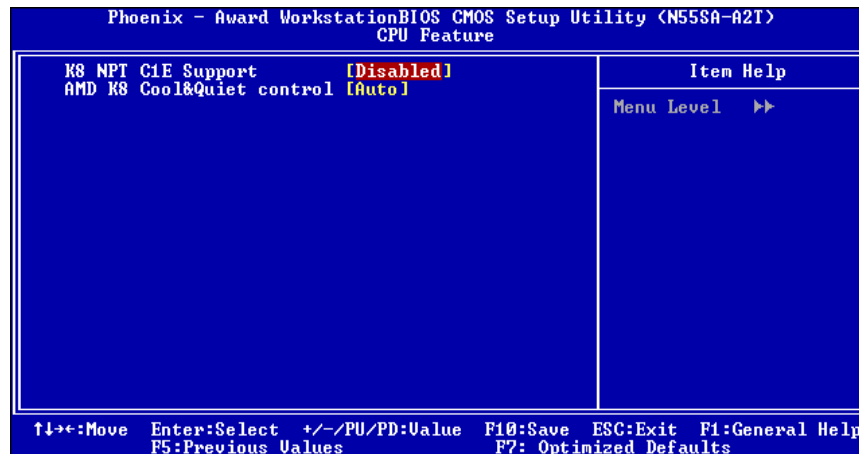 Phoenix - Award WorkstationBIOS CMOS Setup Utility (N55SA-A2T)
CPU Feature
K8 NPT C1E Support [Disabled]
AMD K8 Cool&Quiet control [Auto]
Item Help
Menu Level ▸▸
↑↓→←:Move Enter:Select +/-/PU/PD:Value F10:Save ESC:Exit F1:General Help
F5:Previous Values F7: Optimized Defaults